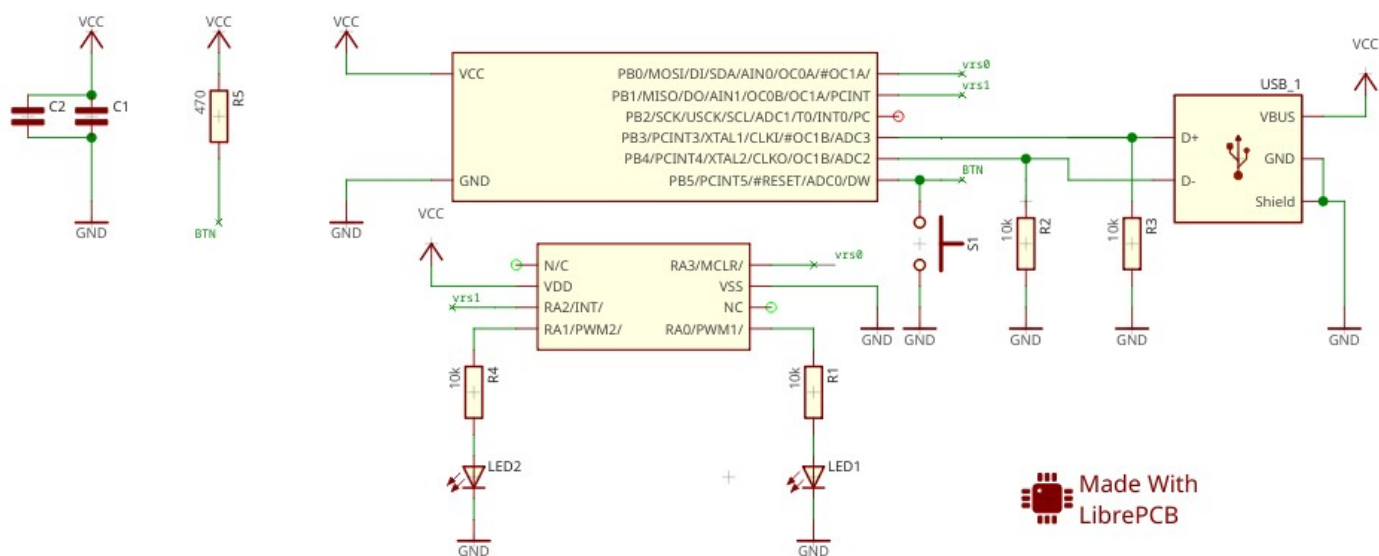 VCC
C2
C1
GND
VCC
470
R5
BTN
VCC
GND
VCC
GND
PB0/MOSI/DI/SDA/AIN0/OC0A/#OC1A/
PB1/MISO/DO/AIN1/OC0B/OC1A/PCINT
PB2/SCK/USCK/SCL/ADC1/T0/INT0/PC
PB3/PCINT3/XTAL1/CLKI/#OC1B/ADC3
PB4/PCINT4/XTAL2/CLKO/OC1B/ADC2
PB5/PCINT5/#RESET/ADC0/DW
vrs0
vrs1
BTN
S1
GND
10k
R2
GND
10k
R3
GND
VCC
USB_1
D+
D-
VBUS
GND
Shield
GND
VCC
vrs1
N/C
VDD
RA2/INT/
RA1/PWM2/
RA3/MCLR/
VSS
NC
RA0/PWM1/
vrs0
GND
10k
R4
LED2
GND
10k
R1
LED1
GND
Made With
LibrePCB